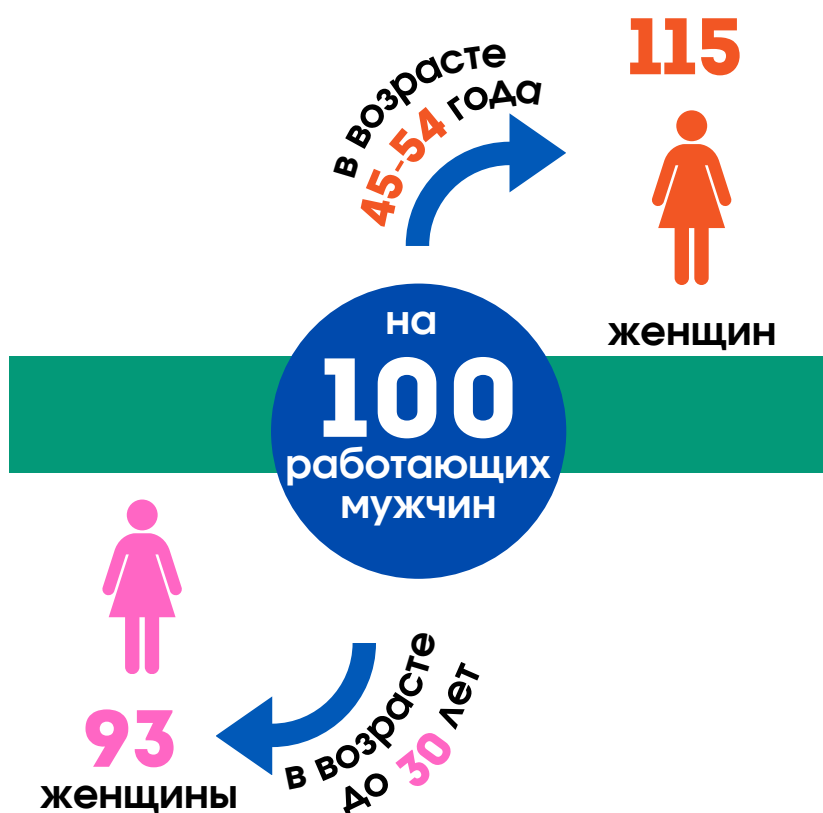 115
в возрасте
45-54 года
женщин
на
100
работающих
мужчин
93
женщины
в возрасте
до 30 лет